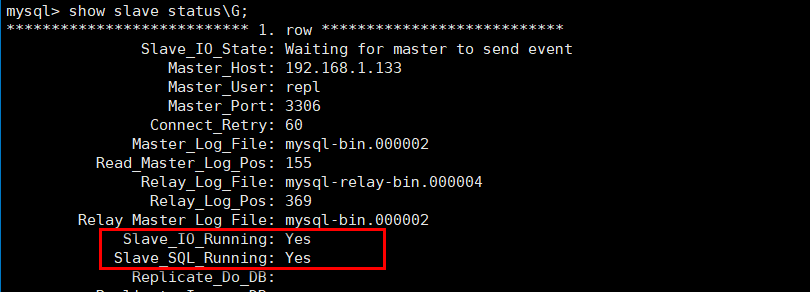 mysql> show slave status\G;
*************************** 1. row ***************************
Slave_IO_State: Waiting for master to send event
Master_Host: 192.168.1.133
Master_User: repl
Master_Port: 3306
Connect_Retry: 60
Master_Log_File: mysql-bin.000002
Read_Master_Log_Pos: 155
Relay_Log_File: mysql-relay-bin.000004
Relay_Log_Pos: 369
Relay_Master_Log_File: mysql-bin.000002
Slave_IO_Running: Yes
Slave_SQL_Running: Yes
Replicate_Do_DB: